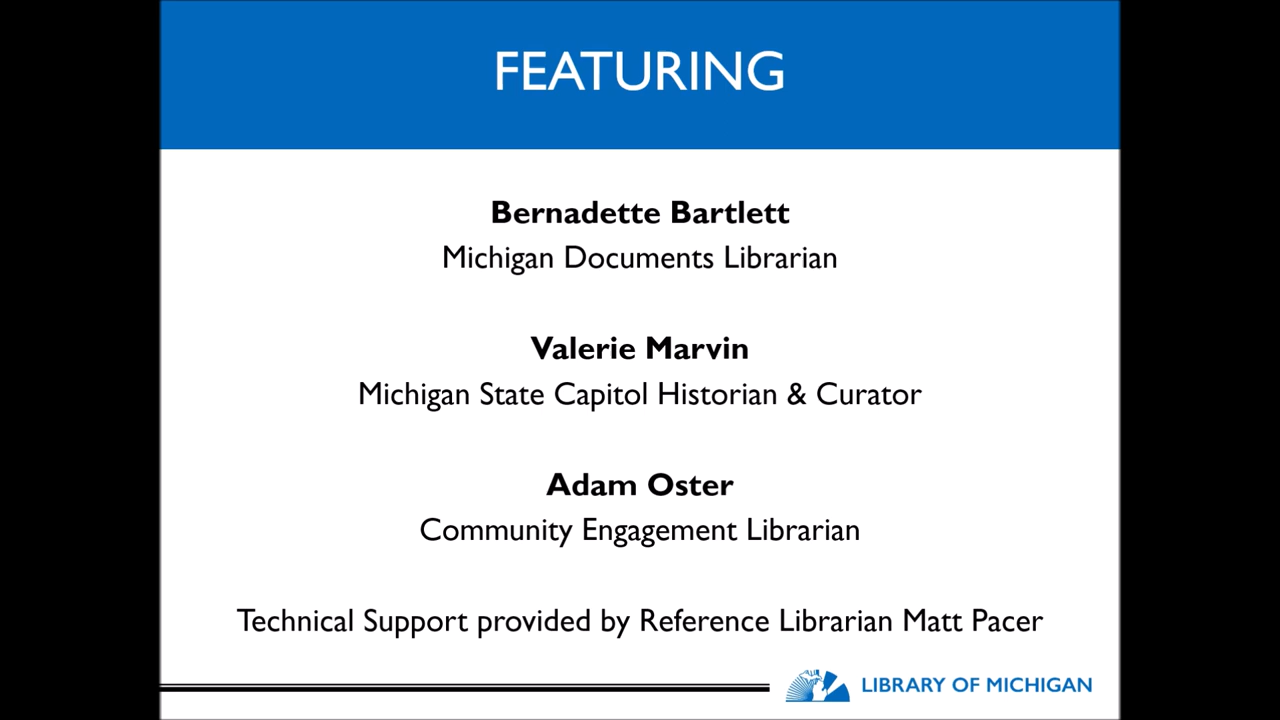 FEATURING
Bernadette Bartlett
Michigan Documents Librarian
Valerie Marvin
Michigan State Capitol Historian & Curator
Adam Oster
Community Engagement Librarian
Technical Support provided by Reference Librarian Matt Pacer
LIBRARY OF MICHIGAN